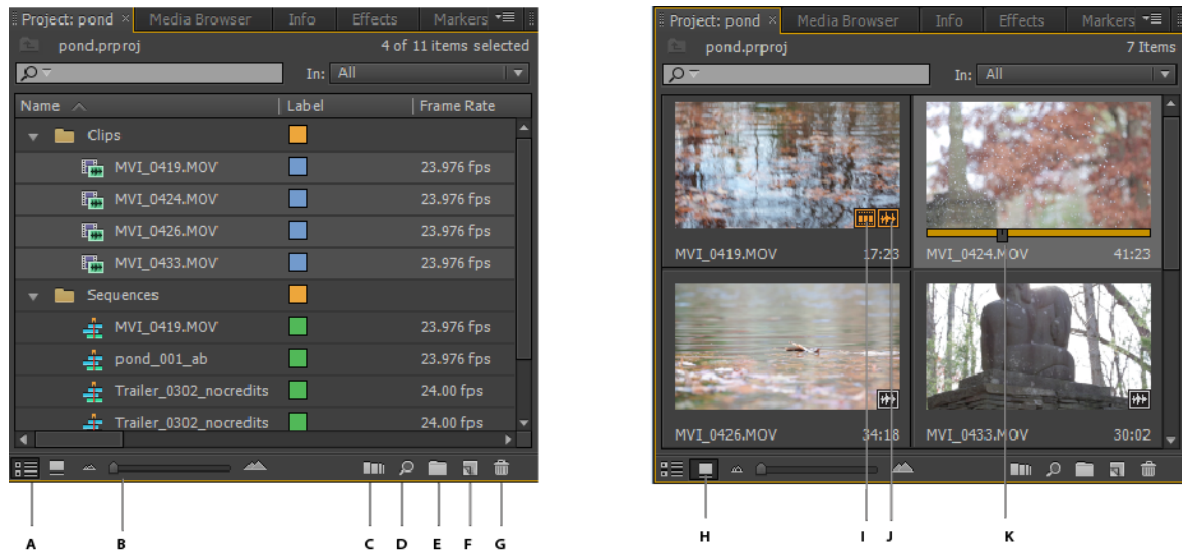 Project: pond × Media Browser Info Effects Markers
pond.prproj 4 of 11 items selected
In: All
Name Label Frame Rate
Clips
MVI_0419.MOV 23.976 fps
MVI_0424.MOV 23.976 fps
MVI_0426.MOV 23.976 fps
MVI_0433.MOV 23.976 fps
Sequences
MVI_0419.MOV 23.976 fps
pond_001_ab 23.976 fps
Trailer_0302_nocredits 24.00 fps
Trailer_0302_nocredits 24.00 fps
A B C D E F G
Project: pond × Media Browser Info Effects Markers
pond.prproj 7 Items
In: All
MVI_0419.MOV 17:23 MVI_0424.MOV 41:23
MVI_0426.MOV 34:18 MVI_0433.MOV 30:02
H I J K